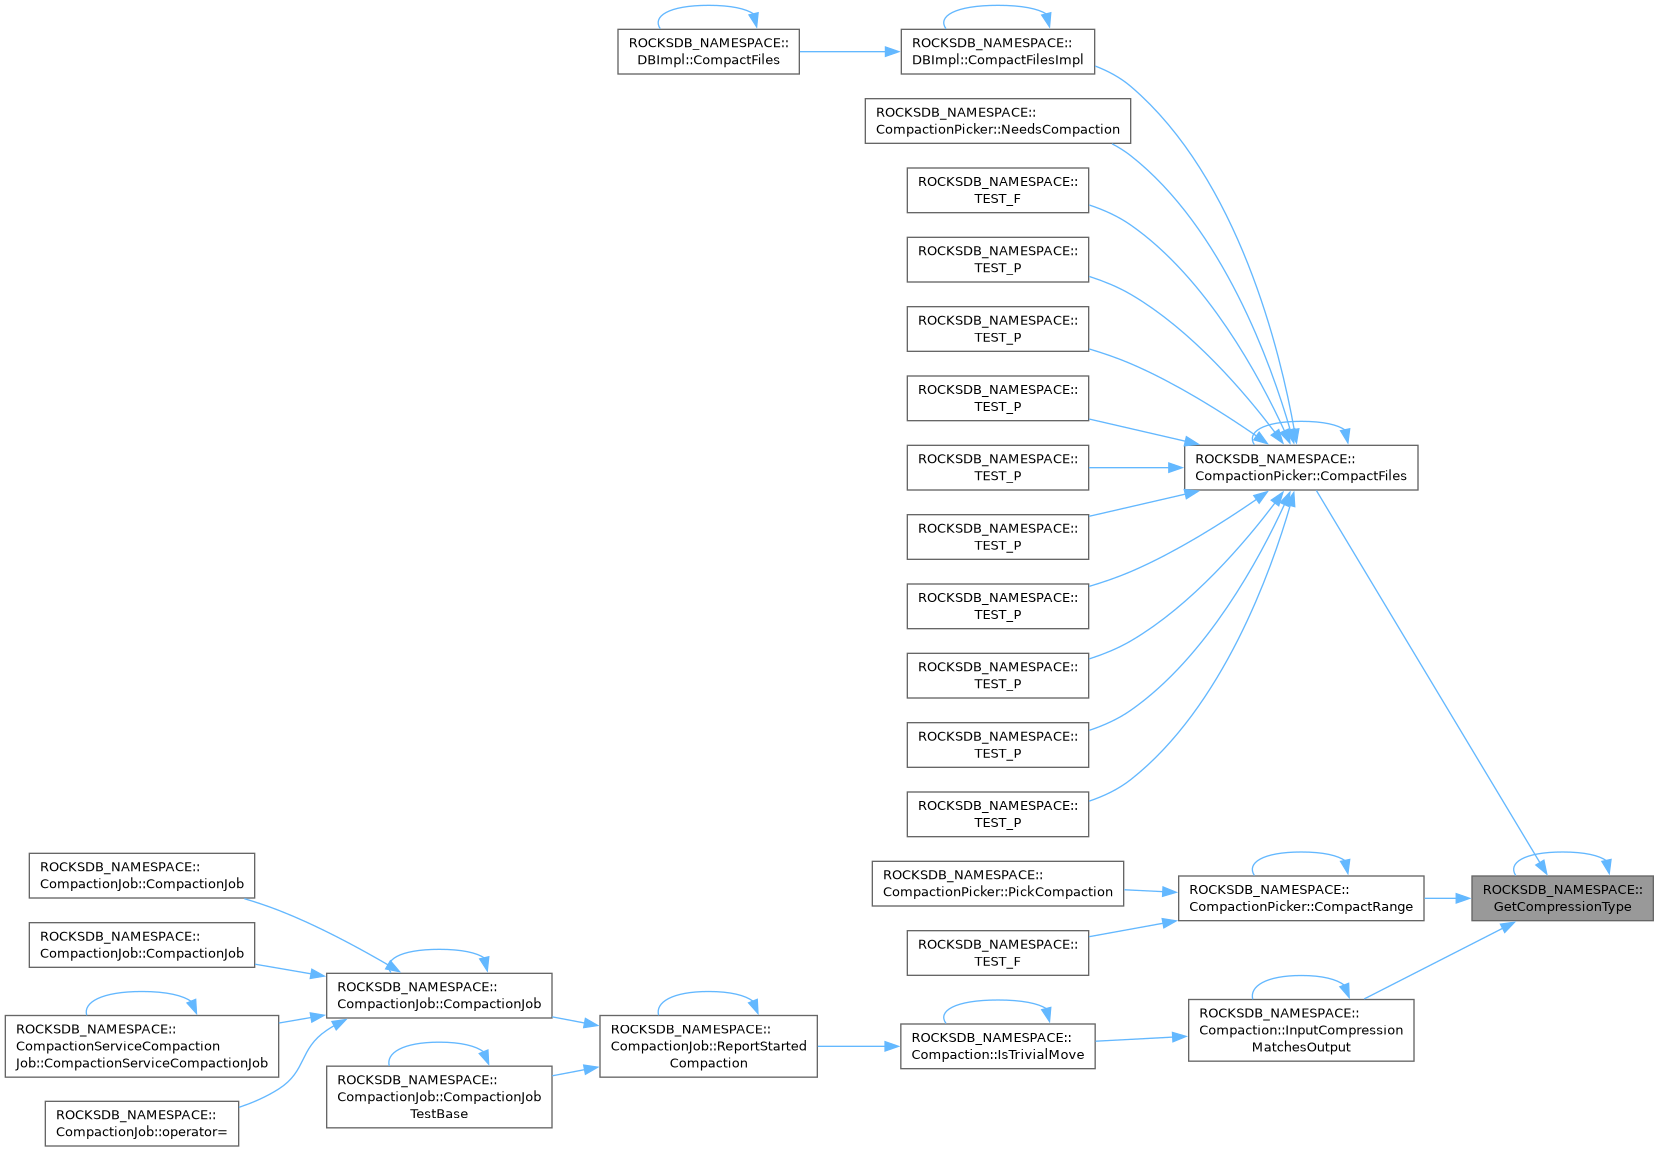 ROCKSDB_NAMESPACE::
DBImpl::CompactFiles
ROCKSDB_NAMESPACE::
DBImpl::CompactFilesImpl
ROCKSDB_NAMESPACE::
CompactionPicker::NeedsCompaction
ROCKSDB_NAMESPACE::
TEST_F
ROCKSDB_NAMESPACE::
TEST_P
ROCKSDB_NAMESPACE::
TEST_P
ROCKSDB_NAMESPACE::
TEST_P
ROCKSDB_NAMESPACE::
TEST_P
ROCKSDB_NAMESPACE::
CompactionPicker::CompactFiles
ROCKSDB_NAMESPACE::
TEST_P
ROCKSDB_NAMESPACE::
TEST_P
ROCKSDB_NAMESPACE::
TEST_P
ROCKSDB_NAMESPACE::
TEST_P
ROCKSDB_NAMESPACE::
TEST_P
ROCKSDB_NAMESPACE::
CompactionJob::CompactionJob
ROCKSDB_NAMESPACE::
CompactionPicker::PickCompaction
ROCKSDB_NAMESPACE::
CompactionPicker::CompactRange
ROCKSDB_NAMESPACE::
GetCompressionType
ROCKSDB_NAMESPACE::
CompactionJob::CompactionJob
ROCKSDB_NAMESPACE::
TEST_F
ROCKSDB_NAMESPACE::
CompactionJob::CompactionJob
ROCKSDB_NAMESPACE::
CompactionServiceCompaction
Job::CompactionServiceCompactionJob
ROCKSDB_NAMESPACE::
CompactionJob::ReportStarted
Compaction
ROCKSDB_NAMESPACE::
Compaction::IsTrivialMove
ROCKSDB_NAMESPACE::
Compaction::InputCompression
MatchesOutput
ROCKSDB_NAMESPACE::
CompactionJob::CompactionJob
TestBase
ROCKSDB_NAMESPACE::
CompactionJob::operator=